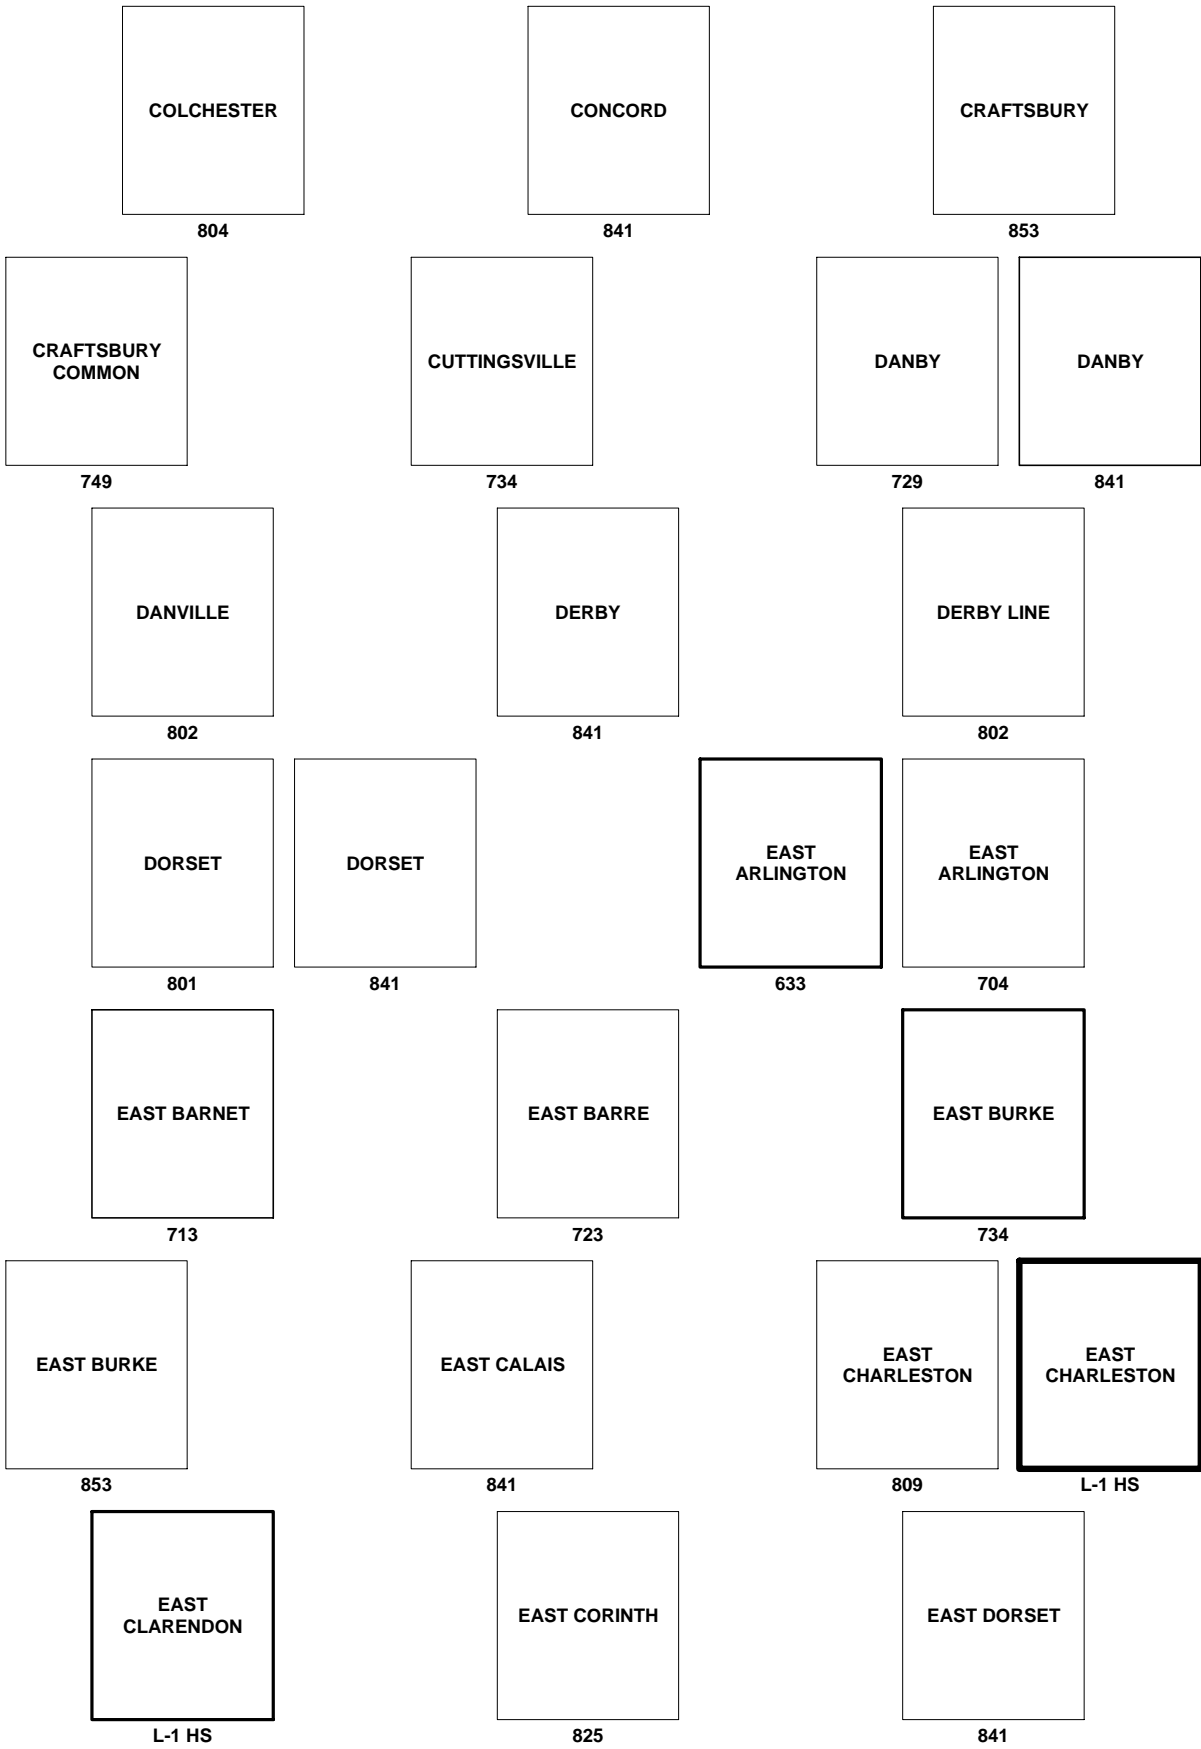 COLCHESTER
CONCORD
CRAFTSBURY
804
841
853
CRAFTSBURY
COMMON
CUTTINGSVILLE
DANBY
DANBY
749
734
729
841
DANVILLE
DERBY
DERBY LINE
802
841
802
DORSET
DORSET
EAST
ARLINGTON
EAST
ARLINGTON
801
841
633
704
EAST BARNET
EAST BARRE
EAST BURKE
713
723
734
EAST BURKE
EAST CALAIS
EAST
CHARLESTON
EAST
CHARLESTON
853
841
809
L-1 HS
EAST
CLARENDON
EAST CORINTH
EAST DORSET
L-1 HS
825
841